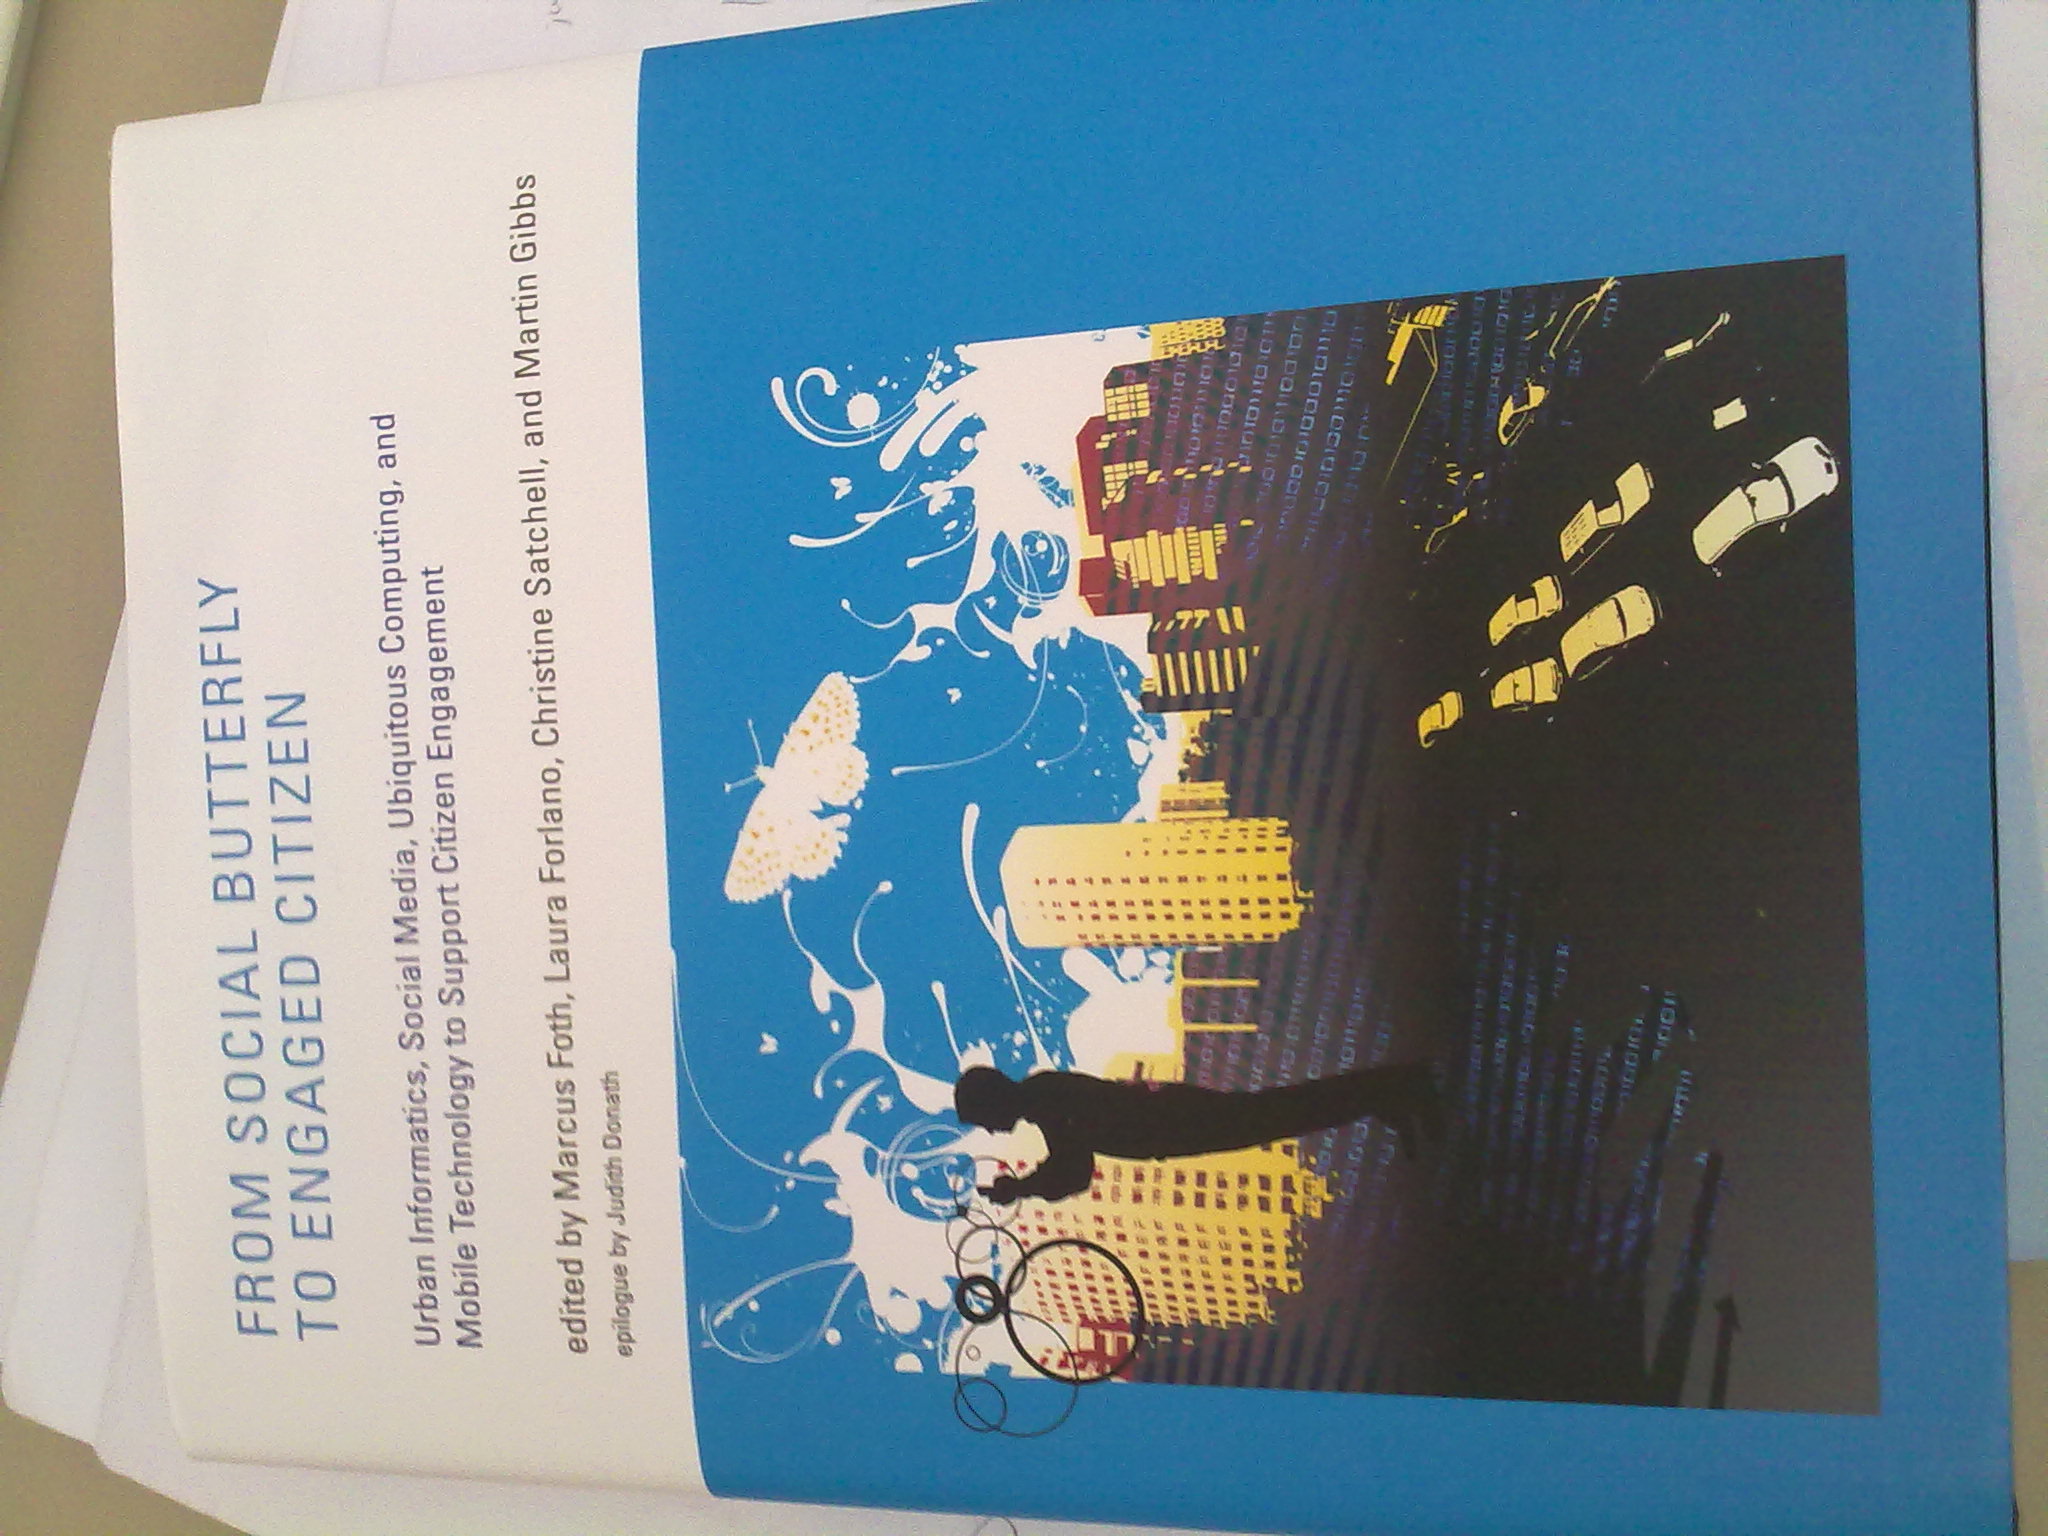 FROM SOCIAL BUTTERFLY
TO ENGAGED CITIZEN
Urban Informatics, Social Media, Ubiquitous Computing, and
Mobile Technology to Support Citizen Engagement
edited by Marcus Foth, Laura Forlano, Christine Satchell, and Martin Gibbs
epilogue by Judith Donath